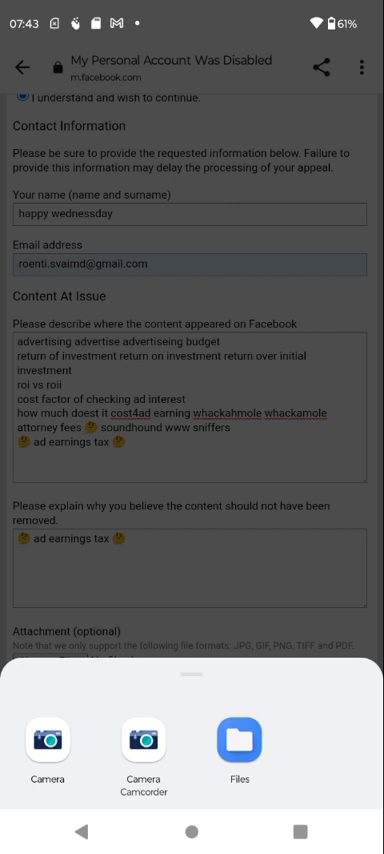 07:43
61%
My Personal Account Was Disabled
m.facebook.com
I understand and wish to continue.
Contact Information
Please be sure to provide the requested information below. Failure to
provide this information may delay the processing of your appeal.
Your name (name and surname)
happy wednessday
Email address
roenti.svaimd@gmail.com
Content At Issue
Please describe where the content appeared on Facebook
advertising advertise advertiseing budget
return of investment return on investment return over initial
investment
roi vs roii
cost factor of checking ad interest
how much doest it cost4ad earning whackahmole whackamole
attorney fees 🤔 soundhound www sniffers
🤔 ad earnings tax 🤔
Please explain why you believe the content should not have been
removed.
🤔 ad earnings tax 🤔
Attachment (optional)
Note that we only support the following file formats: JPG, GIF, PNG, TIFF and PDF.
Camera
Camera
Camcorder
Files